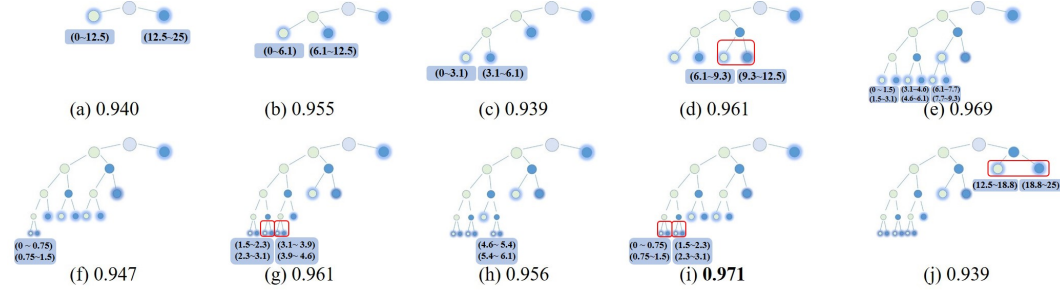 (0~12.5) (12.5~25)
(a) 0.940
(0~6.1) (6.1~12.5)
(b) 0.955
(0~3.1) (3.1~6.1)
(c) 0.939
(6.1~9.3) (9.3~12.5)
(d) 0.961
(0~1.5) (3.1~4.6) (6.1~7.7)
(1.5~3.1) (4.6~6.1) (7.7~9.3)
(e) 0.969
(0 ~ 0.75)
(0.75~1.5)
(f) 0.947
(1.5~2.3) (3.1~ 3.9)
(2.3~3.1) (3.9~ 4.6)
(g) 0.961
(4.6~ 5.4)
(5.4~ 6.1)
(h) 0.956
(0 ~ 0.75) (1.5~2.3)
(0.75~1.5) (2.3~3.1)
(i) 0.971
(12.5~18.8) (18.8~25)
(j) 0.939